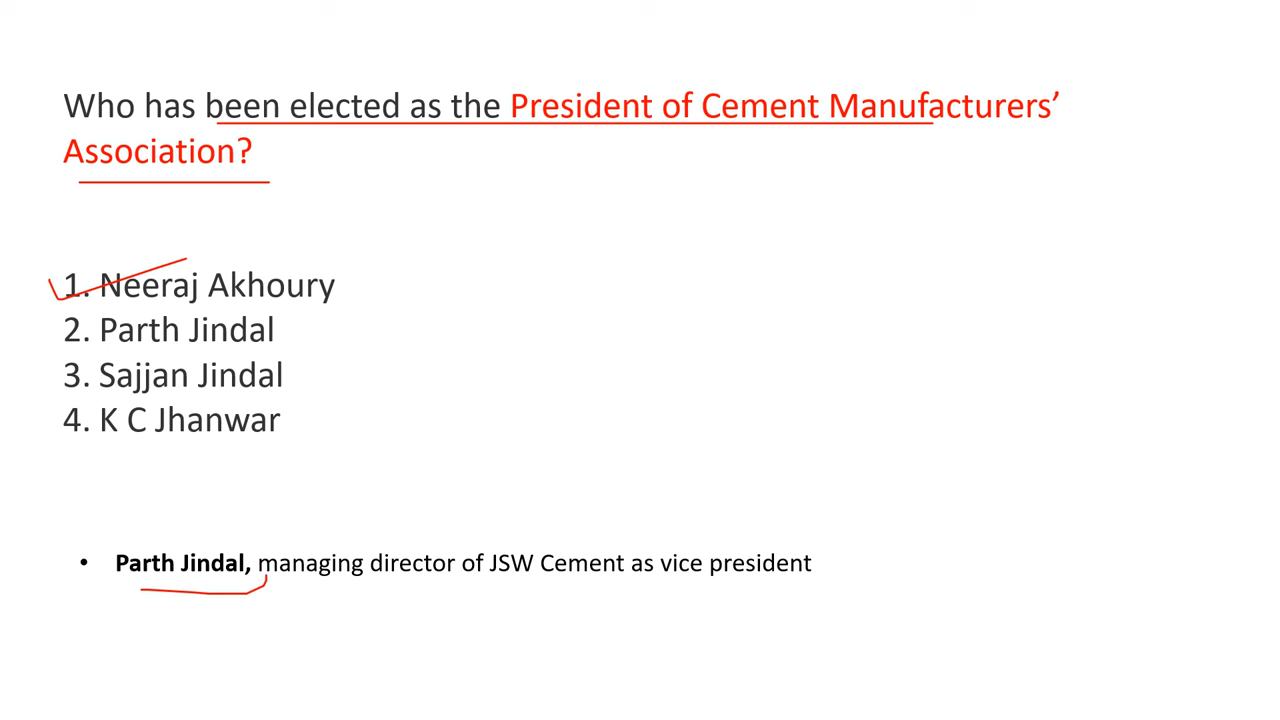 Who has been elected as the President of Cement Manufacturers’
Association?
1. Neeraj Akhoury
2. Parth Jindal
3. Sajjan Jindal
4. K C Jhanwar
• Parth Jindal, managing director of JSW Cement as vice president